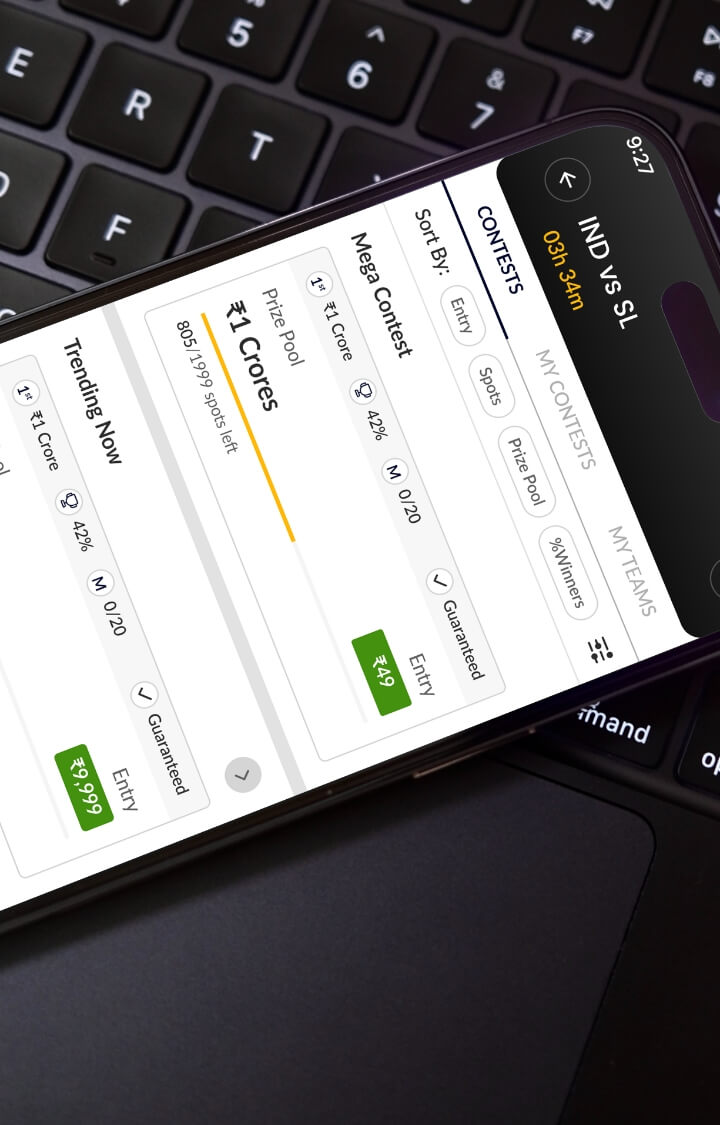 9:27
IND vs SL
03h 34m
CONTESTS MY CONTESTS MY TEAMS
Sort By: Entry Spots Prize Pool %Winners
Mega Contest
1st ₹1 Crore 42% M 0/20 Guaranteed
Prize Pool Entry
₹1 Crores ₹49
805/1999 spots left
Trending Now
1st ₹1 Crore 42% M 0/20 Guaranteed
Entry
₹9,999
5
^
6
&
7
F7
F8
E
R
T
F